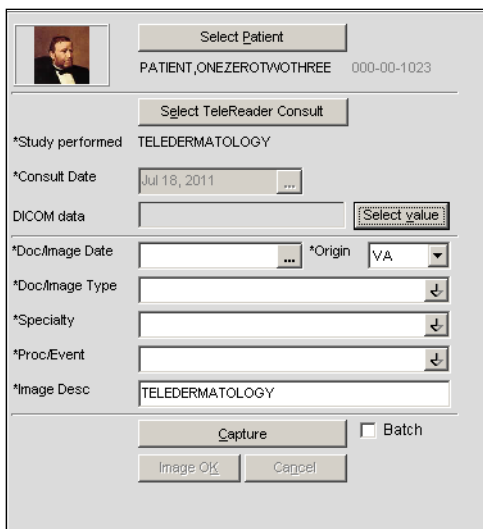 Select Patient
PATIENT,ONEZEROTWOTHREE 000-00-1023
Select TeleReader Consult
*Study performed TELEDERMATOLOGY
*Consult Date Jul 18, 2011 ...
DICOM data Select value
*Doc/Image Date ... *Origin VA
*Doc/Image Type
*Specialty
*Proc/Event
*Image Desc TELEDERMATOLOGY
Capture Batch
Image OK Cancel